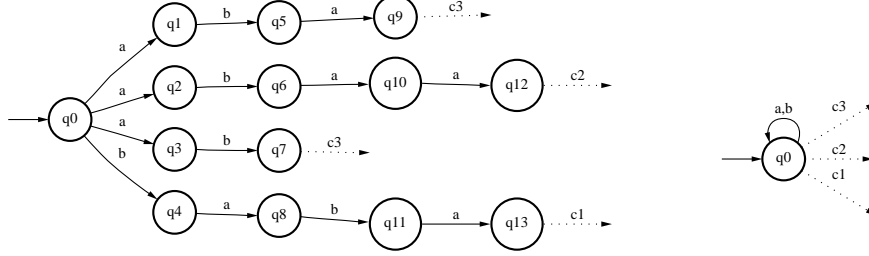 q1 b q5 a q9 c3
a
q2 b q6 a q10 a q12 c2
a
q0 a
q3 b q7 c3
b
q4 a q8 b q11 a q13 c1
a,b
q0
c3
c2
c1